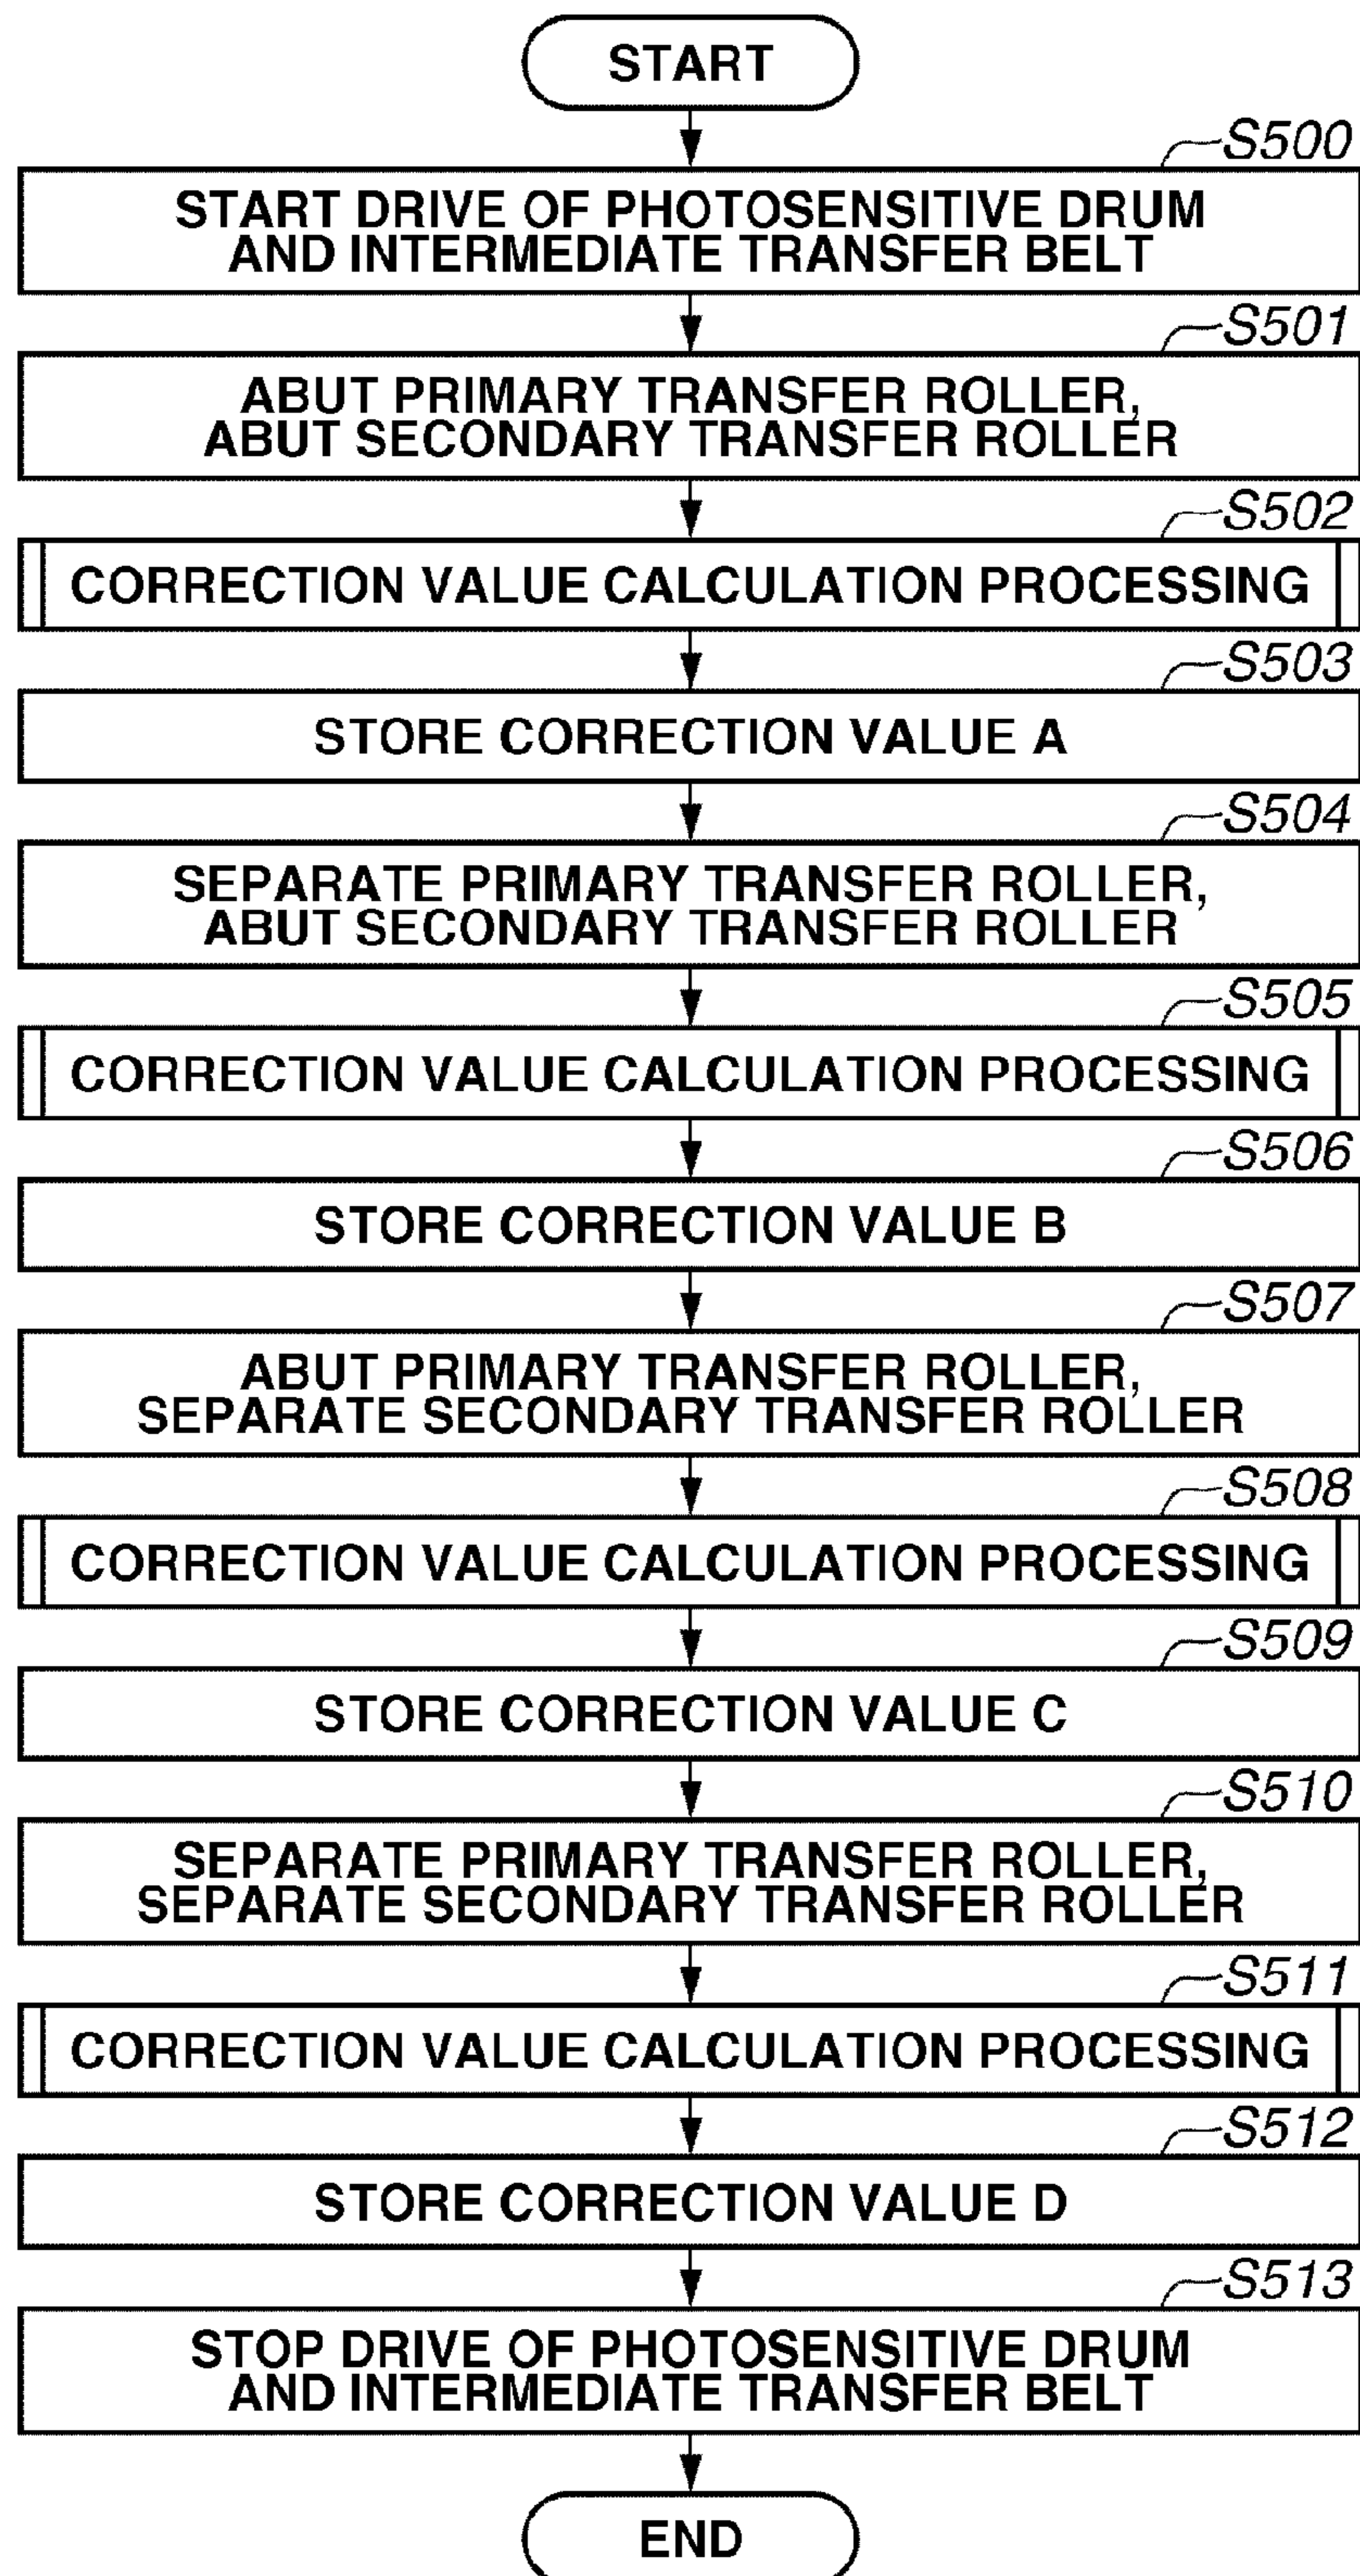 START
S500
START DRIVE OF PHOTOSENSITIVE DRUM
AND INTERMEDIATE TRANSFER BELT
S501
ABUT PRIMARY TRANSFER ROLLER,
ABUT SECONDARY TRANSFER ROLLER
S502
CORRECTION VALUE CALCULATION PROCESSING
S503
STORE CORRECTION VALUE A
S504
SEPARATE PRIMARY TRANSFER ROLLER,
ABUT SECONDARY TRANSFER ROLLER
S505
CORRECTION VALUE CALCULATION PROCESSING
S506
STORE CORRECTION VALUE B
S507
ABUT PRIMARY TRANSFER ROLLER,
SEPARATE SECONDARY TRANSFER ROLLER
S508
CORRECTION VALUE CALCULATION PROCESSING
S509
STORE CORRECTION VALUE C
S510
SEPARATE PRIMARY TRANSFER ROLLER,
SEPARATE SECONDARY TRANSFER ROLLER
S511
CORRECTION VALUE CALCULATION PROCESSING
S512
STORE CORRECTION VALUE D
S513
STOP DRIVE OF PHOTOSENSITIVE DRUM
AND INTERMEDIATE TRANSFER BELT
END